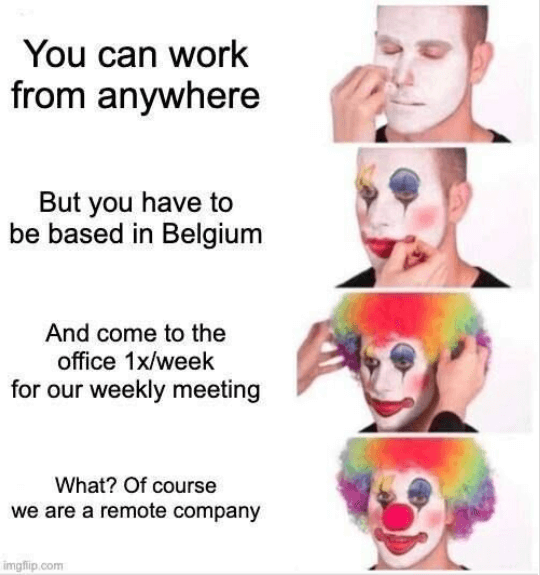 You can work
from anywhere
But you have to
be based in Belgium
And come to the
office 1x/week
for our weekly meeting
What? Of course
we are a remote company
imgflip.com